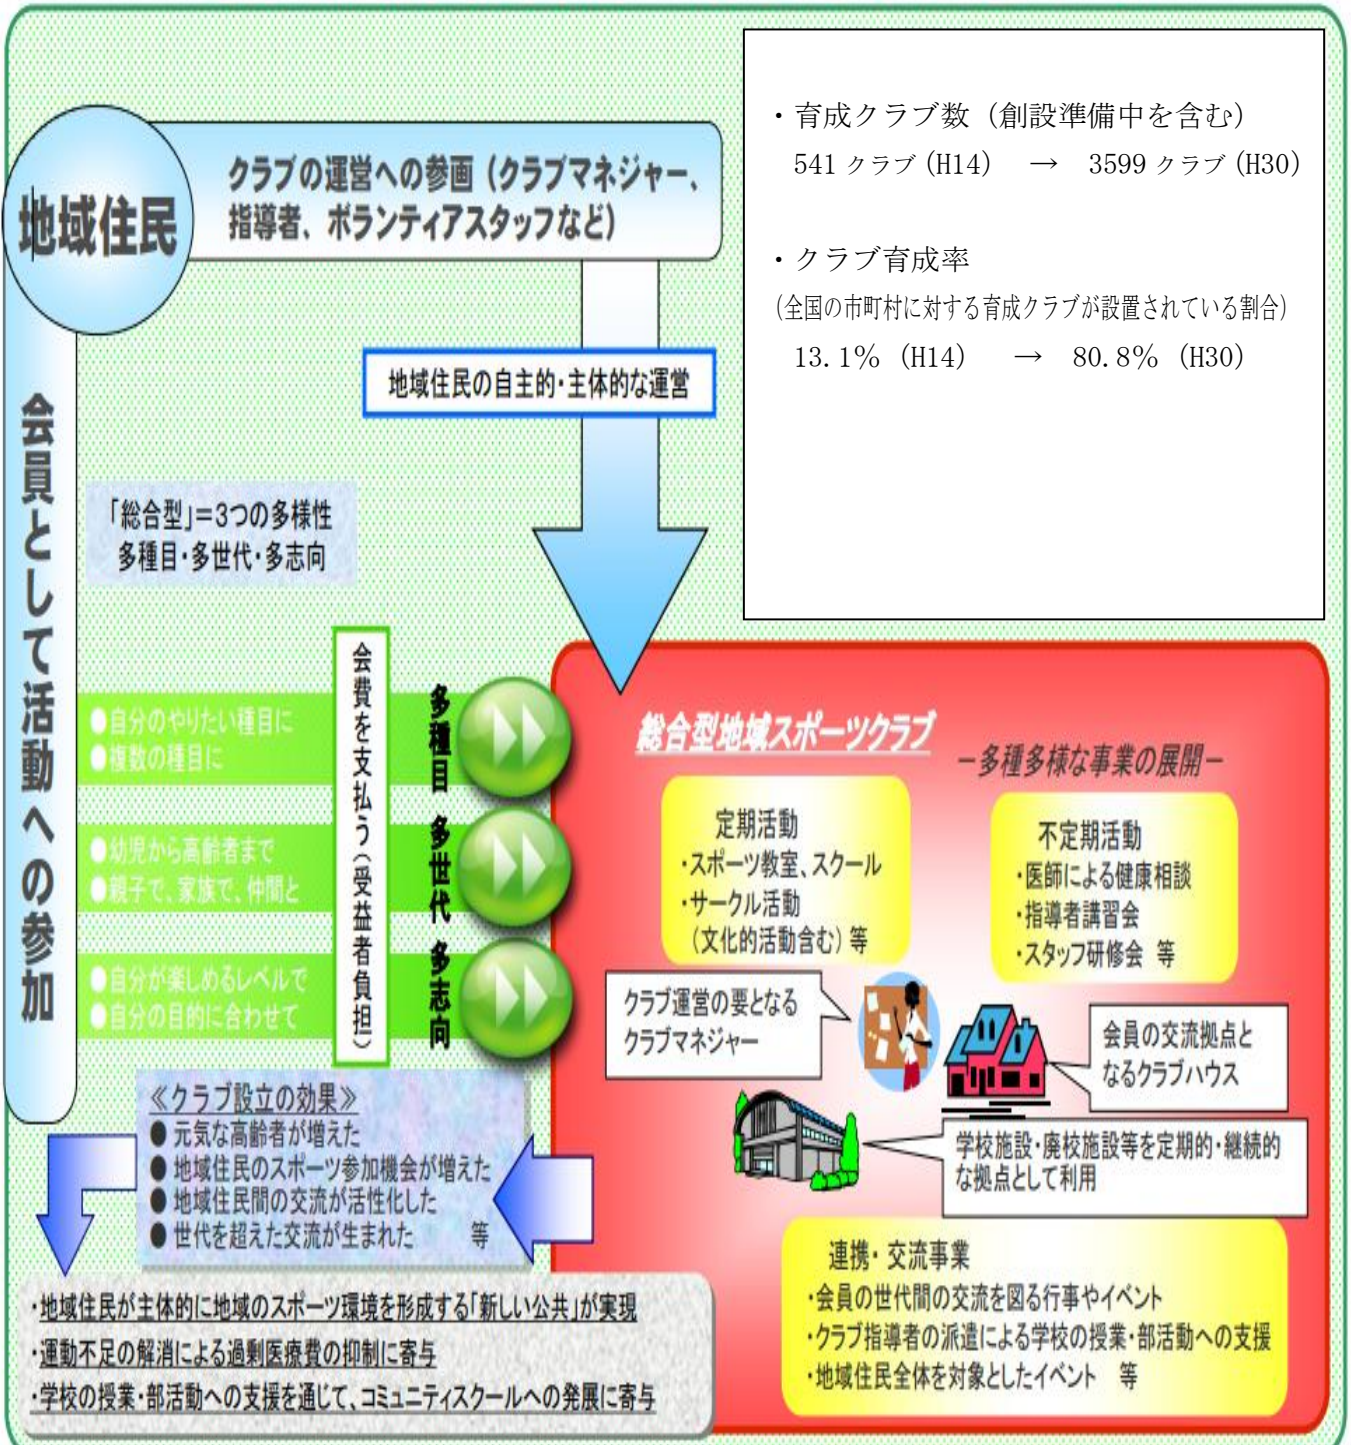 地域住民
クラブの運営への参画（クラブマネジャー、
指導者、ボランティアスタッフなど）
・育成クラブ数（創設準備中を含む）
541クラブ(H14)　→　3599クラブ(H30)
・クラブ育成率
（全国の市町村に対する育成クラブが設置されている割合）
13.1％（H14）　→　80.8％（H30）
地域住民の自主的・主体的な運営
会員として活動への参加
「総合型」＝3つの多様性
多種目・多世代・多志向
●自分のやりたい種目に
●複数の種目に
●幼児から高齢者まで
●親子で、家族で、仲間と
●自分が楽しめるレベルで
●自分の目的に合わせて
会費を支払う（受益者負担）
多種目
多世代
多志向
総合型地域スポーツクラブ
－多種多様な事業の展開－
定期活動
・スポーツ教室、スクール
・サークル活動
（文化的活動含む）等
不定期活動
・医師による健康相談
・指導者講習会
・スタッフ研修会　等
クラブ運営の要となる
クラブマネジャー
会員の交流拠点と
なるクラブハウス
学校施設・廃校施設等を定期的・継続的
な拠点として利用
連携・交流事業
・会員の世代間の交流を図る行事やイベント
・クラブ指導者の派遣による学校の授業・部活動への支援
・地域住民全体を対象としたイベント　等
≪クラブ設立の効果≫
● 元気な高齢者が増えた
● 地域住民のスポーツ参加機会が増えた
● 地域住民間の交流が活性化した
● 世代を超えた交流が生まれた　等
・地域住民が主体的に地域のスポーツ環境を形成する「新しい公共」が実現
・運動不足の解消による過剰医療費の抑制に寄与
・学校の授業・部活動への支援を通じて、コミュニティスクールへの発展に寄与